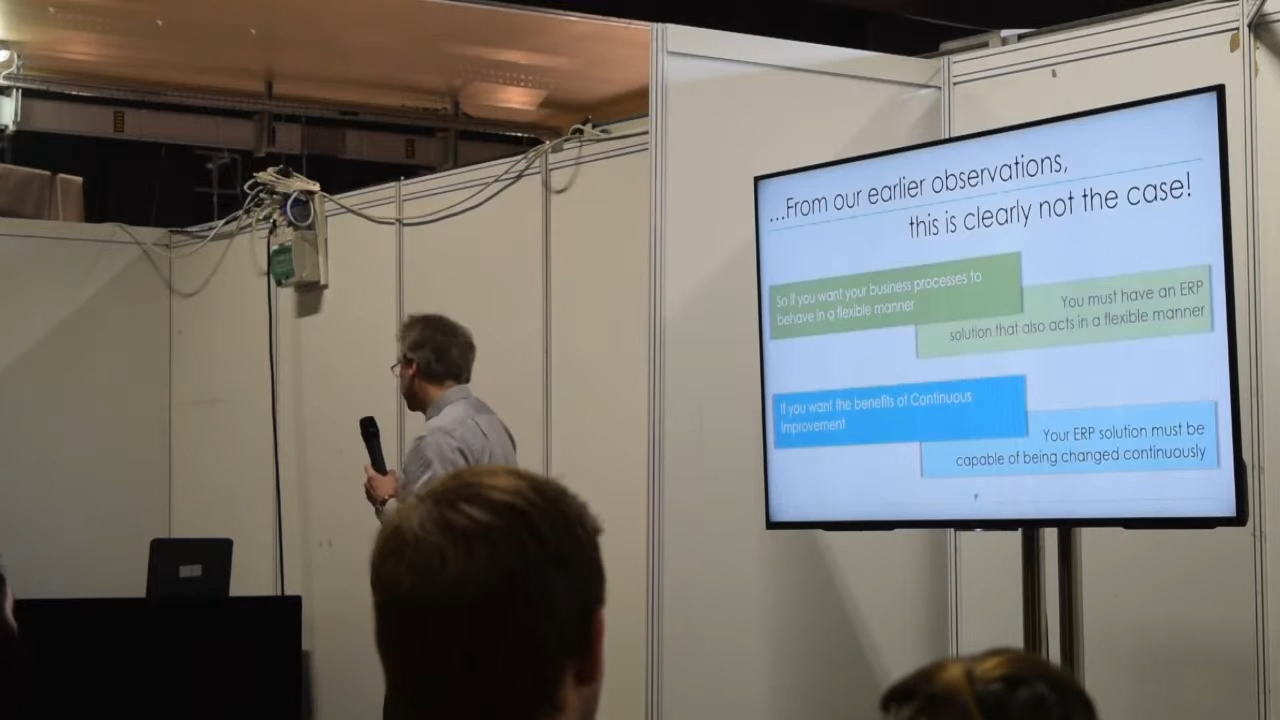 ...From our earlier observations,
this is clearly not the case!
So if you want your business processes to
behave in a flexible manner
You must have an ERP
solution that also acts in a flexible manner
If you want the benefits of Continuous
Improvement
Your ERP solution must be
capable of being changed continuously